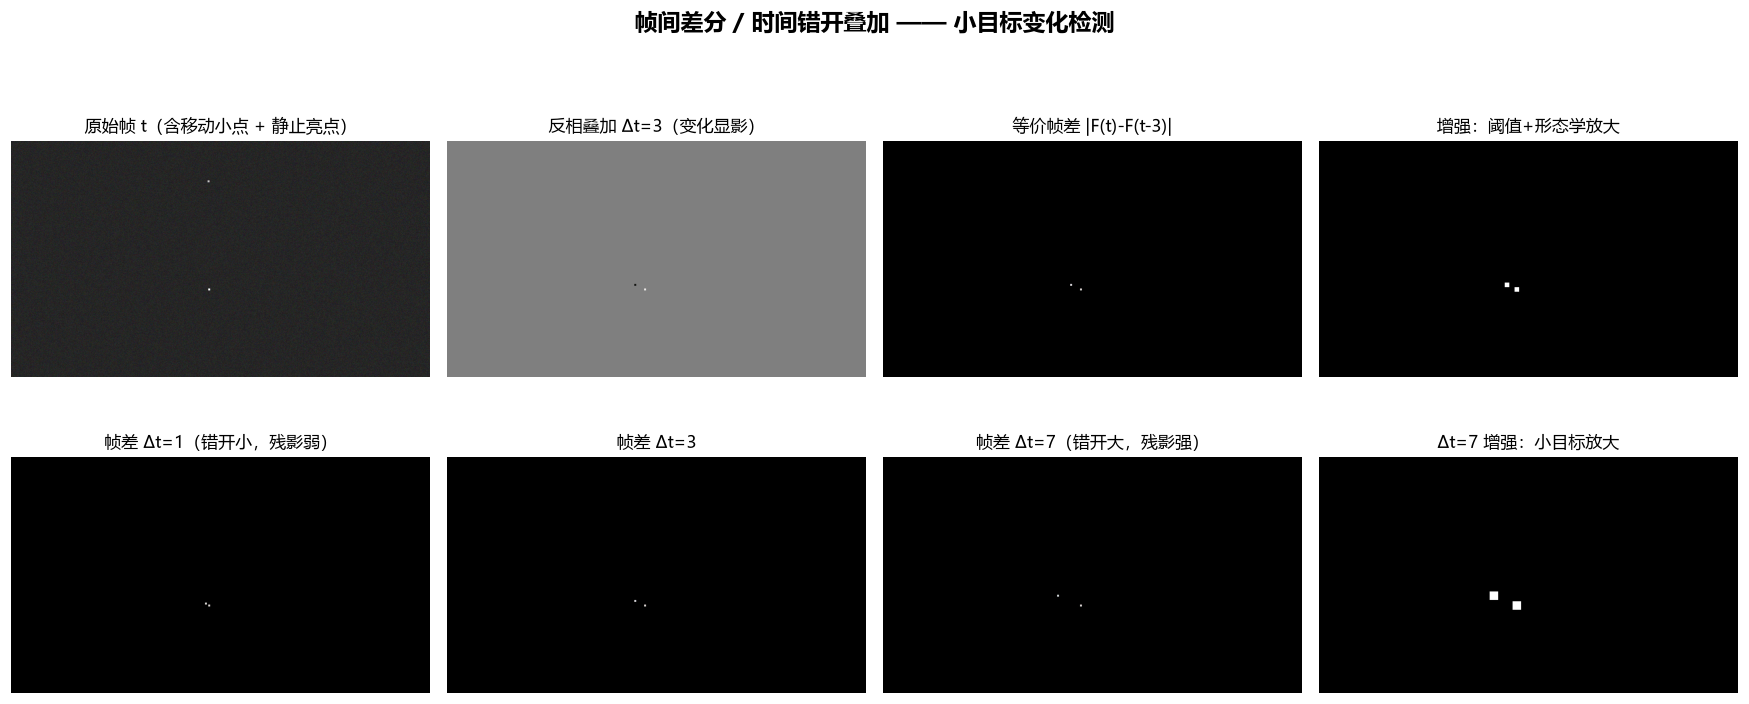 帧间差分 / 时间错开叠加 —— 小目标变化检测
原始帧 t（含移动小点 + 静止亮点）
反相叠加 Δt=3（变化显影）
等价帧差 |F(t)-F(t-3)|
增强：阈值+形态学放大
帧差 Δt=1（错开小，残影弱）
帧差 Δt=3
帧差 Δt=7（错开大，残影强）
Δt=7 增强：小目标放大